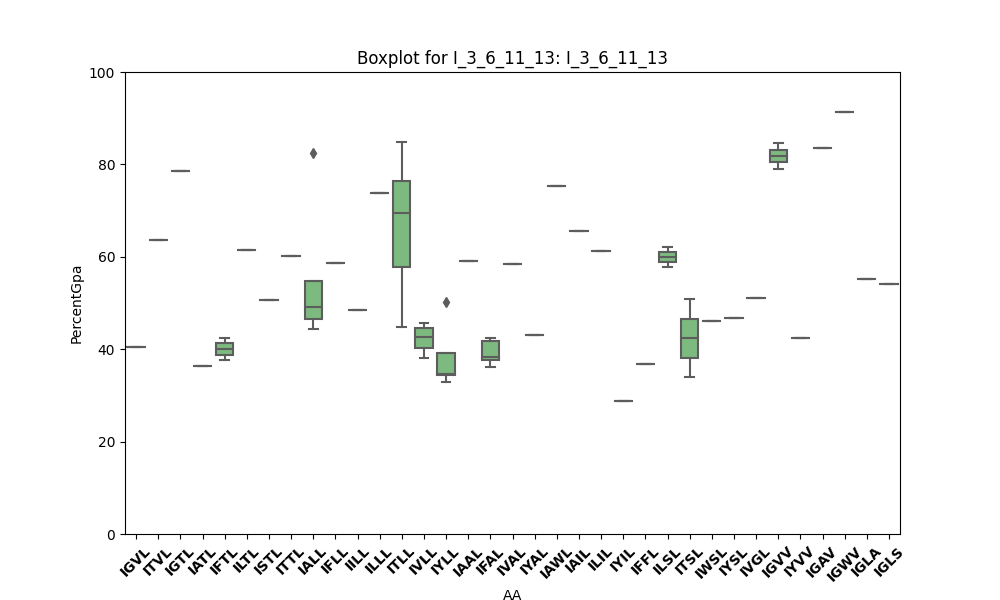 Boxplot for I_3_6_11_13: I_3_6_11_13
100
80
60
40
20
0
PercentGpa
IGVL ITVL IGTL IATL IFTL ILTL ISTL ITTL IALL IFLL IILL ILLL ITLL IVLL IYLL IAAL IFAL IVAL IYAL IAWL IAIL ILIL IYIL IFFL ILSL ITSL IWSL IYSL IVGL IGVV IYVV IGAV IGWV IGLA IGLS
AA